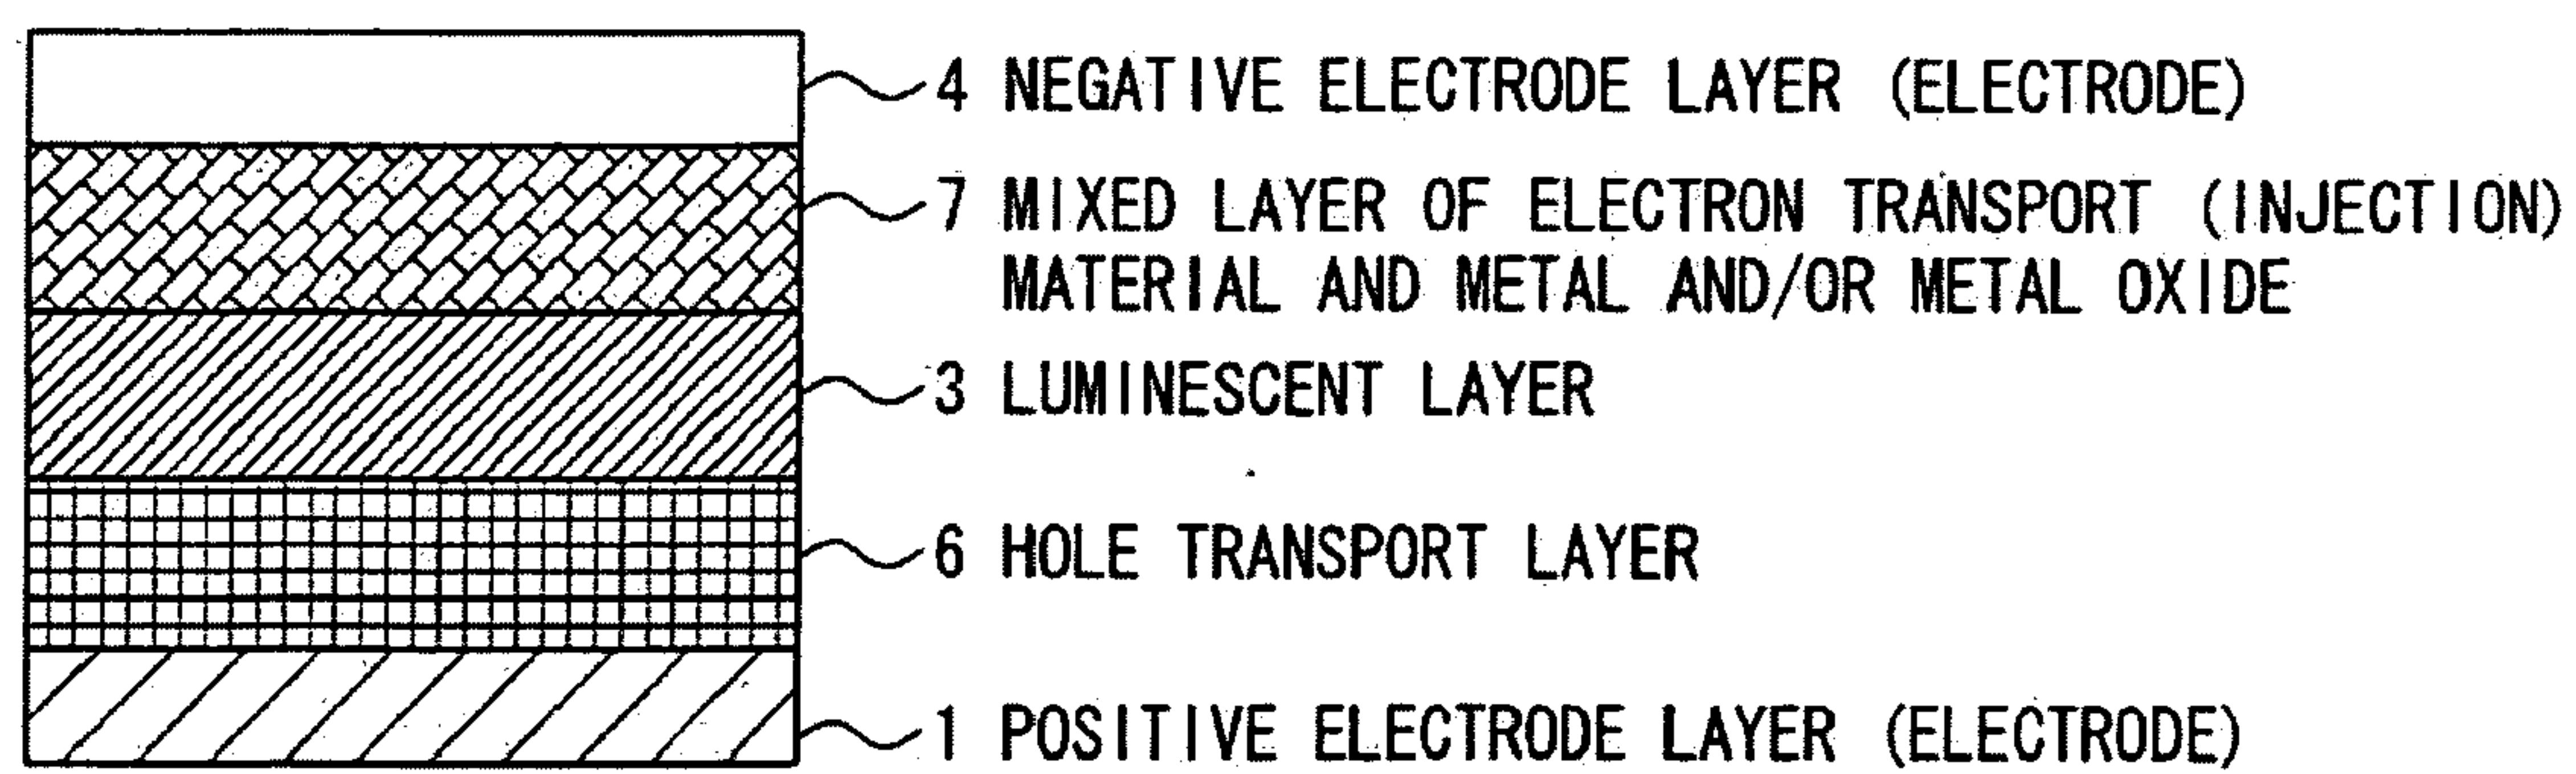 4 NEGATIVE ELECTRODE LAYER (ELECTRODE)
7 MIXED LAYER OF ELECTRON TRANSPORT (INJECTION)
MATERIAL AND METAL AND/OR METAL OXIDE
3 LUMINESCENT LAYER
6 HOLE TRANSPORT LAYER
1 POSITIVE ELECTRODE LAYER (ELECTRODE)